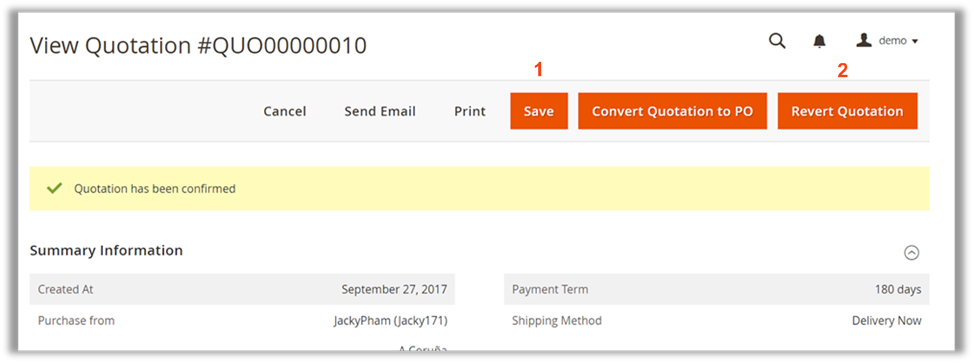 View Quotation #QUO00000010
demo
1
2
Cancel
Send Email
Print
Save
Convert Quotation to PO
Revert Quotation
Quotation has been confirmed
Summary Information
Created At
September 27, 2017
Payment Term
180 days
Purchase from
JackyPham (Jacky171)
Shipping Method
Delivery Now
A Coruña